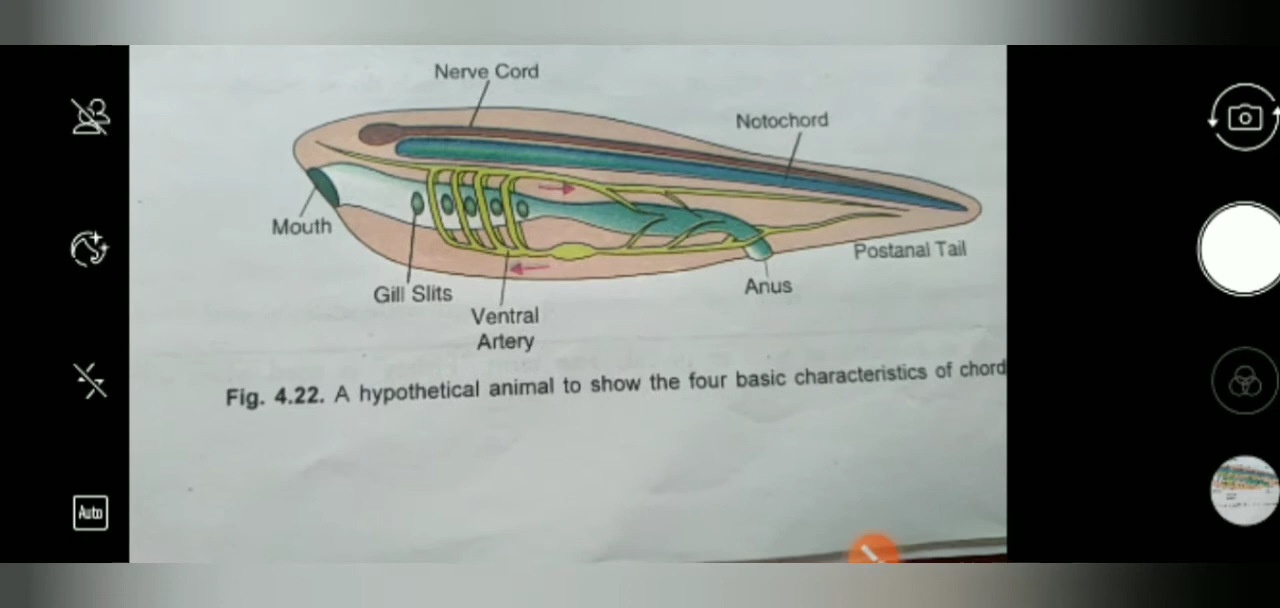 Nerve Cord
Notochord
Mouth
Postanal Tail
Gill Slits
Anus
Ventral
Artery
Fig. 4.22. A hypothetical animal to show the four basic characteristics of chord
Auto